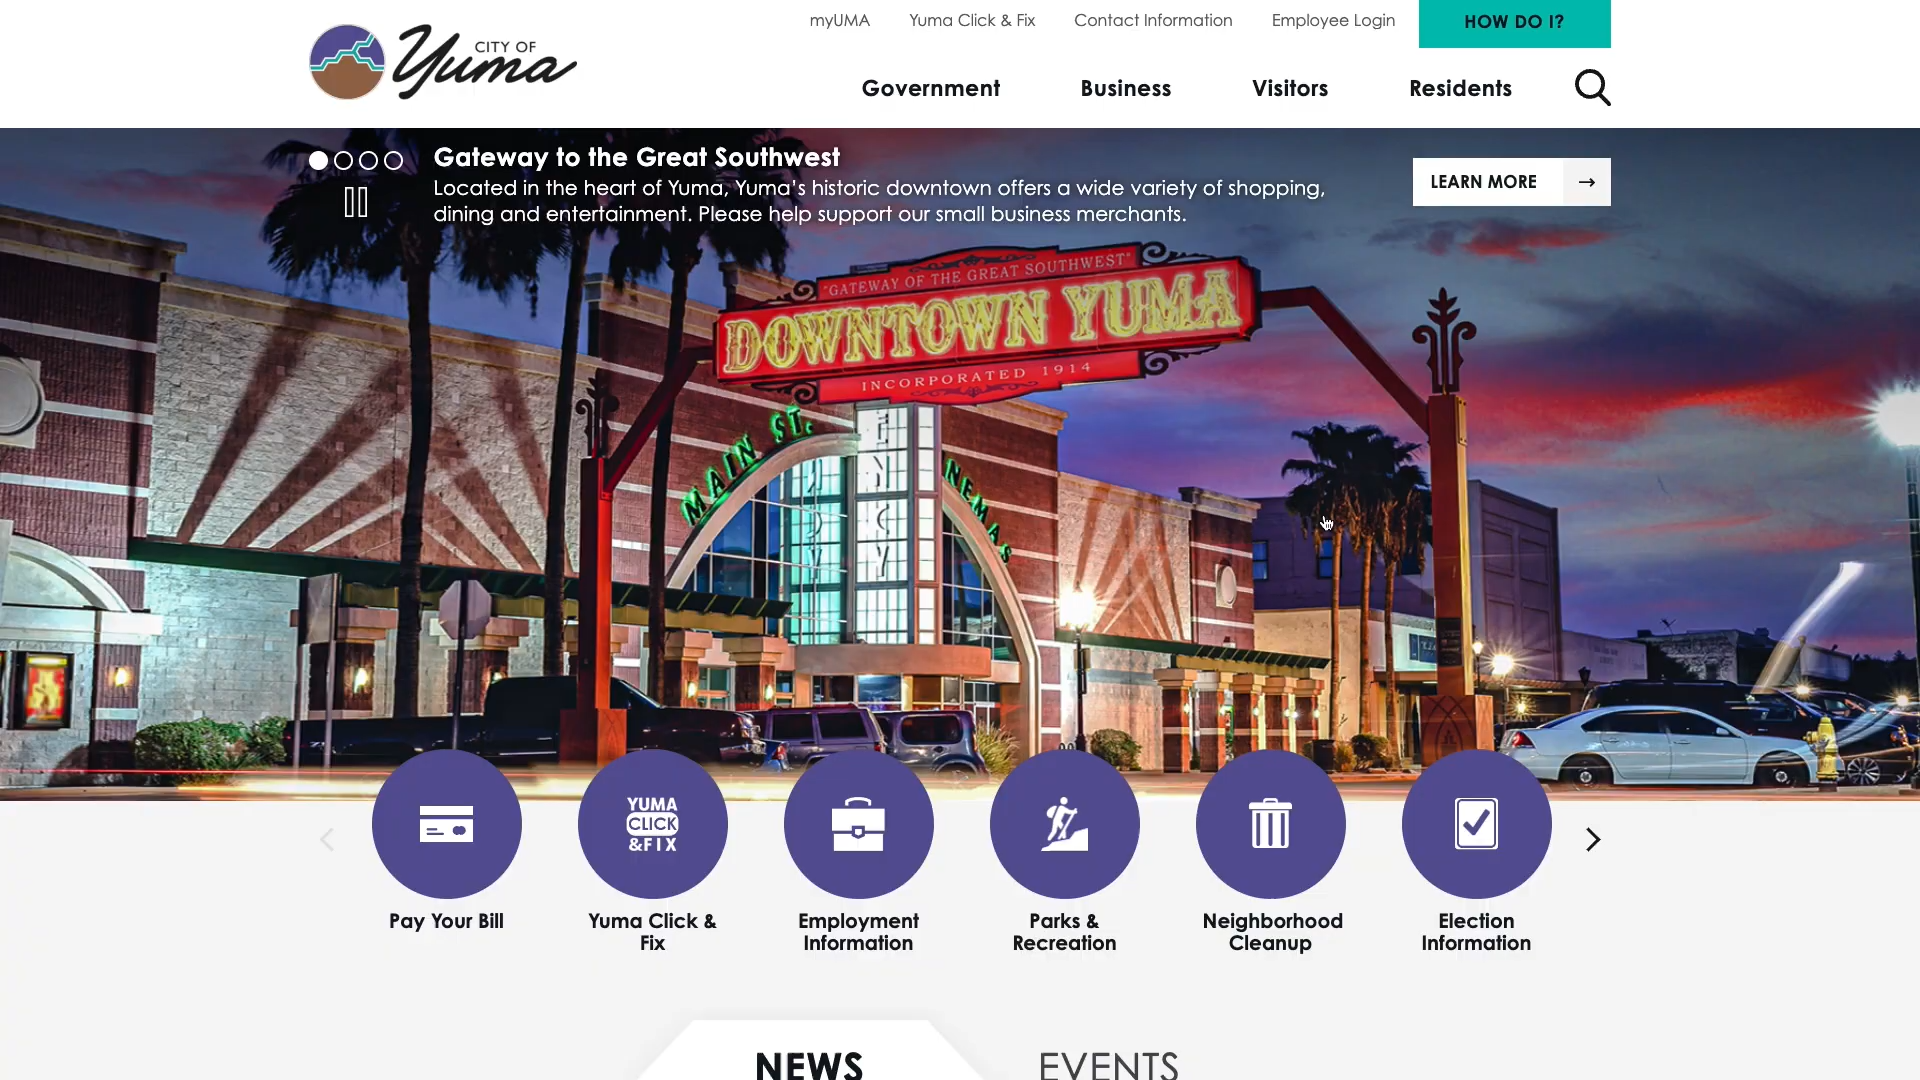 myUMA
Yuma Click & Fix
Contact Information
Employee Login
HOW DO I?
CITY OF
Yuma
Government
Business
Visitors
Residents
Gateway to the Great Southwest
Located in the heart of Yuma, Yuma's historic downtown offers a wide variety of shopping,
dining and entertainment. Please help support our small business merchants.
LEARN MORE
"GATEWAY OF THE GREAT SOUTHWEST"
DOWNTOWN YUMA
INCORPORATED 1914
MAIN ST.
YUMA
CLICK
&FIX
Pay Your Bill
Yuma Click &
Fix
Employment
Information
Parks &
Recreation
Neighborhood
Cleanup
Election
Information
NEWS
EVENTS